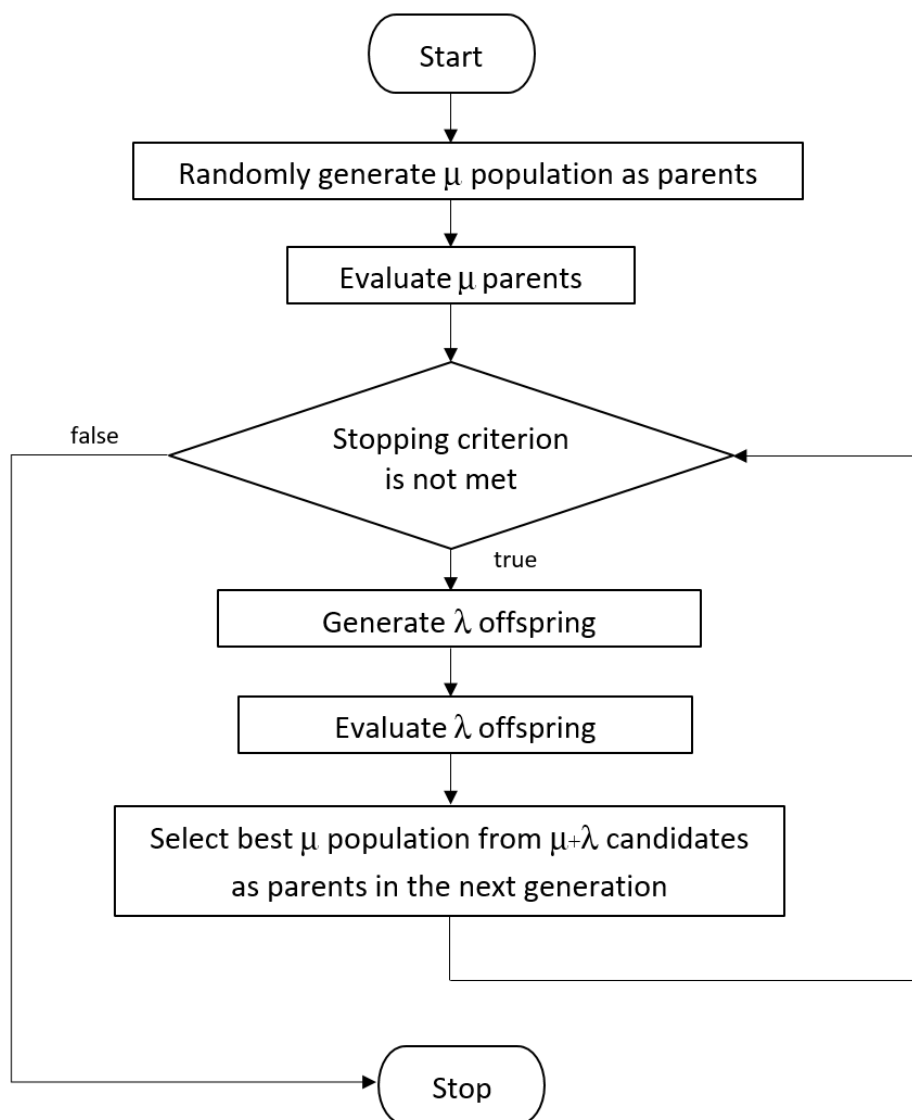 Start
Randomly generate μ population as parents
Evaluate μ parents
Stopping criterion
is not met
false
true
Generate λ offspring
Evaluate λ offspring
Select best μ population from μ+λ candidates
as parents in the next generation
Stop